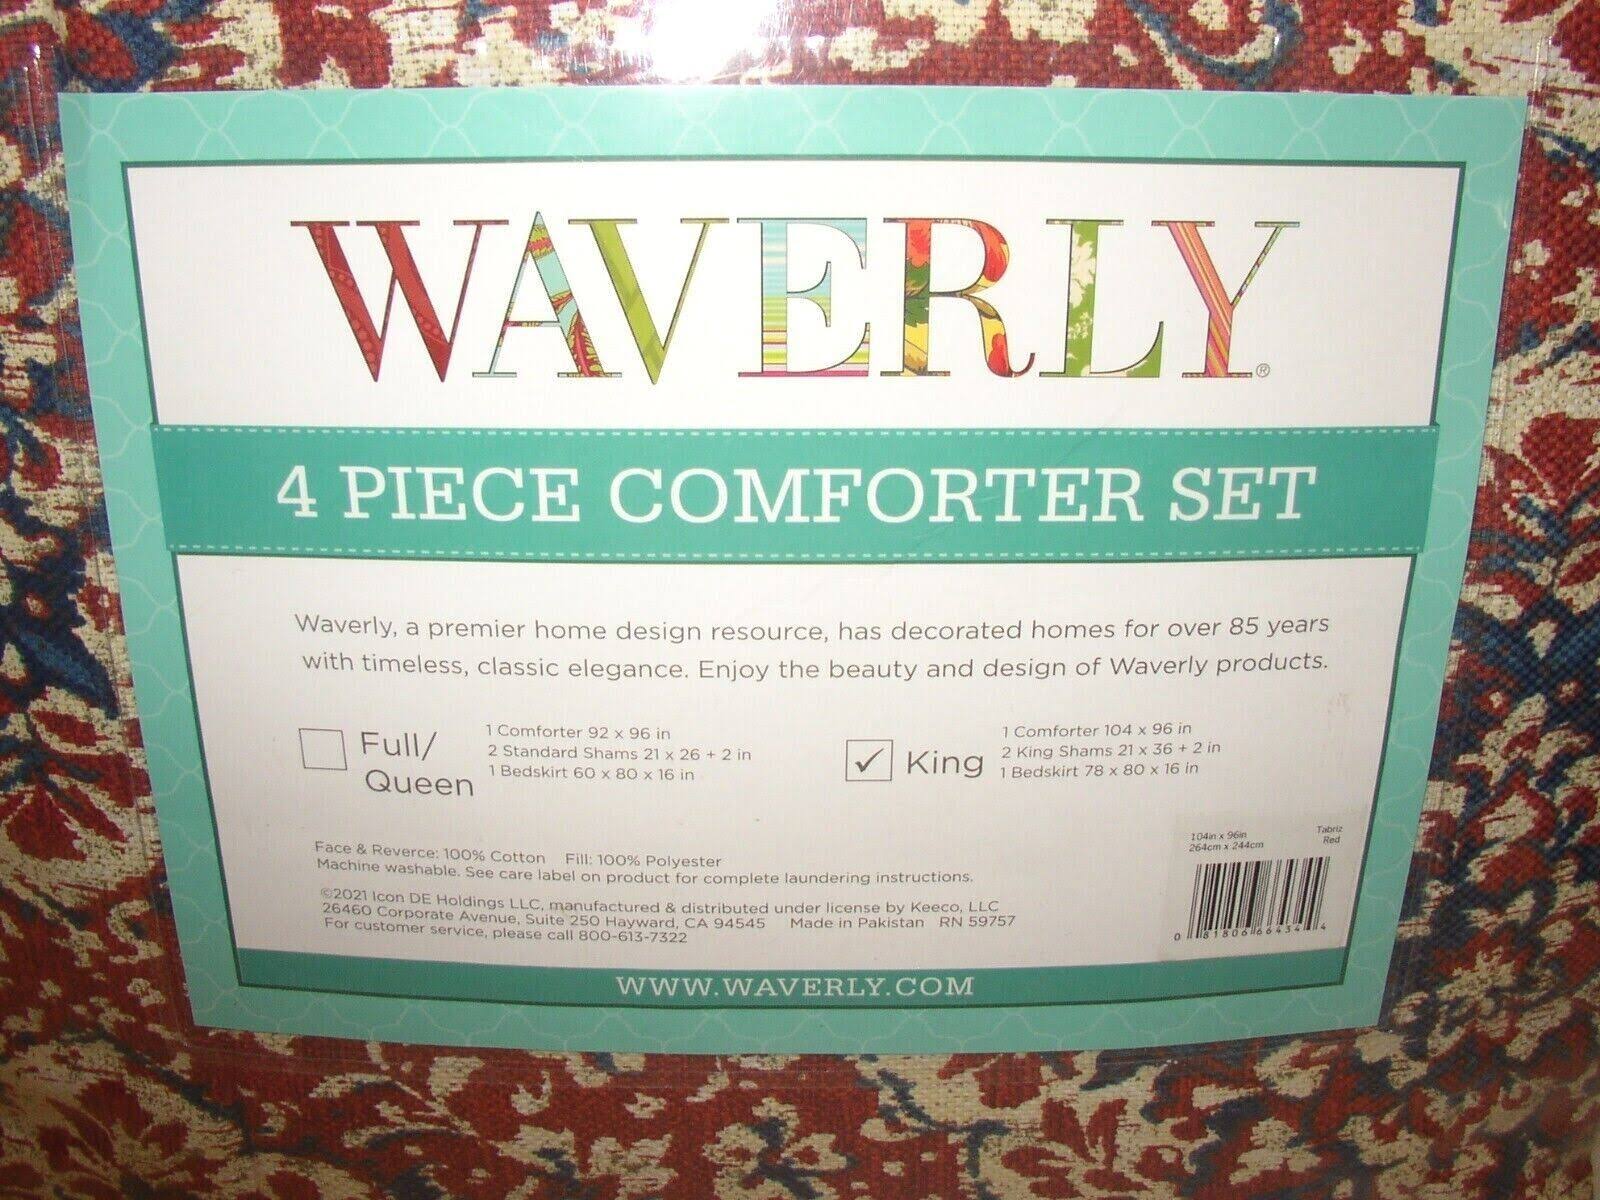 WAVERLY®
4 PIECE COMFORTER SET
Waverly, a premier home design resource, has decorated homes for over 85 years
with timeless, classic elegance. Enjoy the beauty and design of Waverly products.
Full/
Queen
1 Comforter 92 x 96 in
2 Standard Shams 21 x 26 + 2 in
1 Bedskirt 60 x 80 x 16 in
✓ King
1 Comforter 104 x 96 in
2 King Shams 21 x 36 + 2 in
1 Bedskirt 78 x 80 x 16 in
Face & Reverce: 100% Cotton Fill: 100% Polyester
Machine washable. See care label on product for complete laundering instructions.
©2021 Icon DE Holdings LLC, manufactured & distributed under license by Keeco, LLC
26460 Corporate Avenue, Suite 250 Hayward, CA 94545 Made in Pakistan RN 59757
For customer service, please call 800-613-7322
104in x 96in
264cm x 244cm
Tabriz
Red
0 81806 66434 4
WWW.WAVERLY.COM